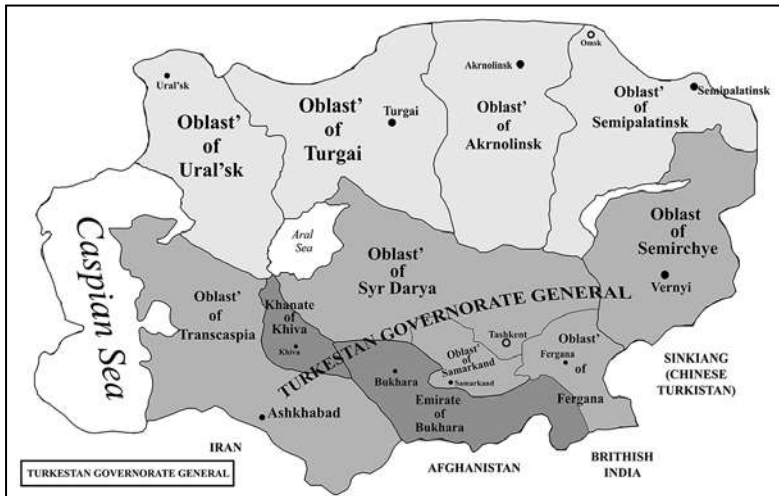 Omsk
Akrnolinsk
Ural'sk
Semipalatinsk
Oblast'
of
Ural'sk
Oblast'
of
Turgai
Turgai
Oblast'
of
Akrnolinsk
Oblast'
of
Semipalatinsk
Caspian Sea
Aral
Sea
Oblast
of
Semirchye
Vernyi
Oblast'
of
Syr Darya
Oblast'
of
Transcaspia
Khanate
of
Khiva
Khiva
TURKESTAN GOVERNORATE GENERAL
Tashkent
Oblast'
of
Samarkand
Samarkand
Oblast'
of
Fergana
Fergana
Bukhara
Emirate
of
Bukhara
Ashkhabad
SINKIANG
(CHINESE
TURKISTAN)
IRAN
AFGHANISTAN
BRITHISH
INDIA
TURKESTAN GOVERNORATE GENERAL